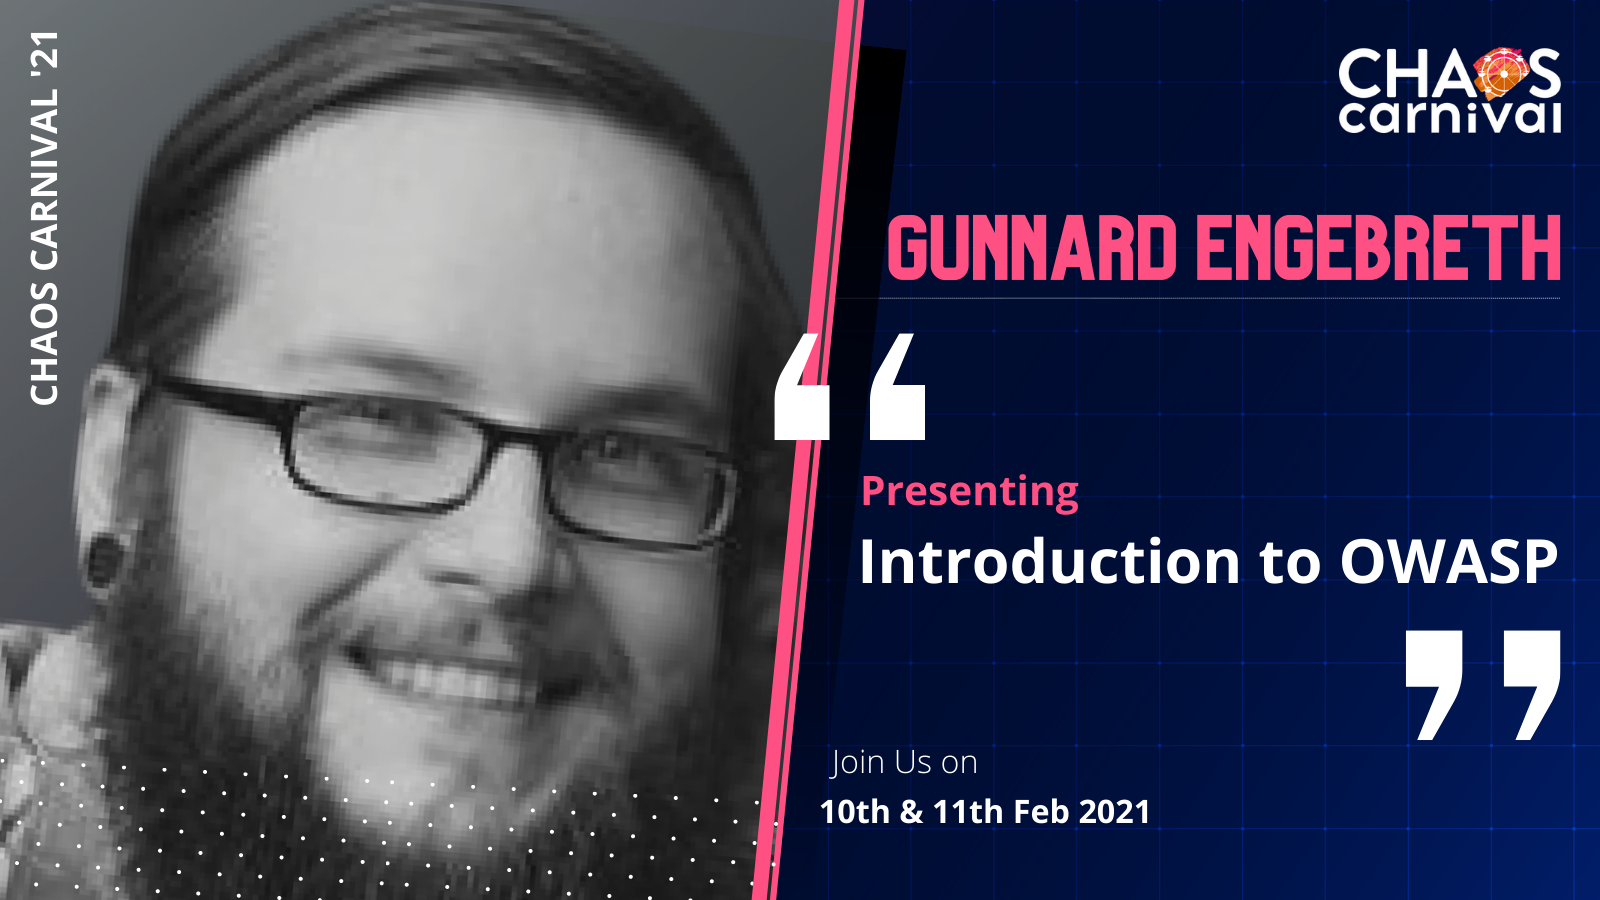 CHAOS CARNIVAL '21
CHAOS
carnival
GUNNARD ENGEBRETH
“
Presenting
Introduction to OWASP
”
Join Us on
10th & 11th Feb 2021